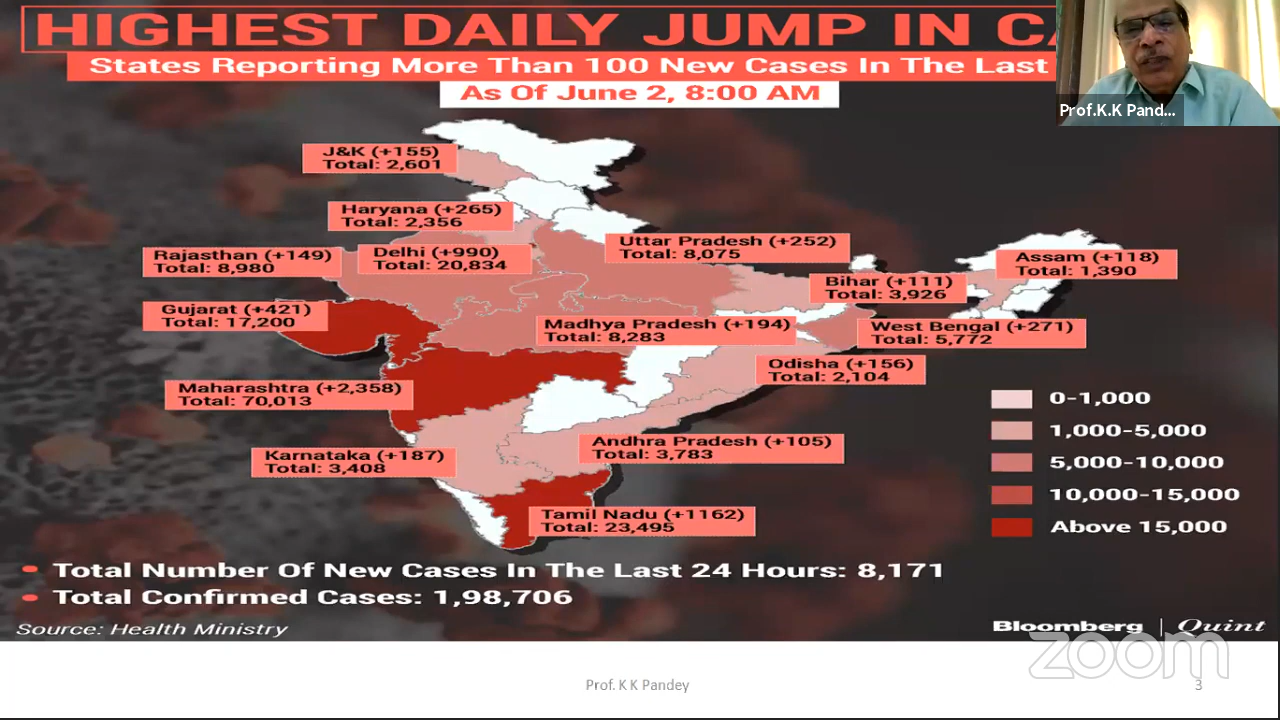 HIGHEST DAILY JUMP IN
States Reporting More Than 100 New Cases In The Last
As Of June 2, 8:00 AM
Prof.K.K Pand...
J&K (+155)
Total: 2,601
Haryana (+265)
Total: 2,356
Rajasthan (+149)
Total: 8,980
Delhi (+990)
Total: 20,834
Uttar Pradesh (+252)
Total: 8,075
Assam (+118)
Total: 1,390
Bihar (+111)
Total: 3,926
Gujarat (+421)
Total: 17,200
Madhya Pradesh (+194)
Total: 8,283
West Bengal (+271)
Total: 5,772
Odisha (+156)
Total: 2,104
Maharashtra (+2,358)
Total: 70,013
Karnataka (+187)
Total: 3,408
Andhra Pradesh (+105)
Total: 3,783
Tamil Nadu (+1162)
Total: 23,495
0-1,000
1,000-5,000
5,000-10,000
10,000-15,000
Above 15,000
Total Number Of New Cases In The Last 24 Hours: 8,171
Total Confirmed Cases: 1,98,706
Source: Health Ministry
Bloomberg | Quint
zoom
Prof. K K Pandey
3